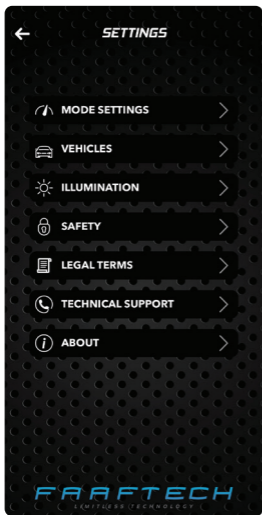 SETTINGS
MODE SETTINGS
VEHICLES
ILLUMINATION
SAFETY
LEGAL TERMS
TECHNICAL SUPPORT
ABOUT
FAAFTECH
LIMITLESS TECHNOLOGY